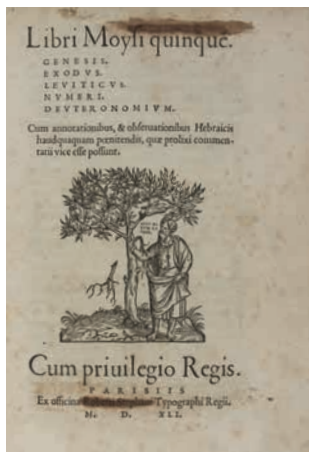 Libri Moysi quinque.
GENESIS.
EXODVS.
LEVITICVS.
NVMERI.
DEVTERONOMIVM.
Cum annotationibus, & obseruationibus Hebraicis
haudquaquam pœnitendis, quæ prolixi commen-
tarii vice esse possunt.
Cum priuilegio Regis.
PARISIIS
Ex officina Typographi Regii.
M. D. XLI.